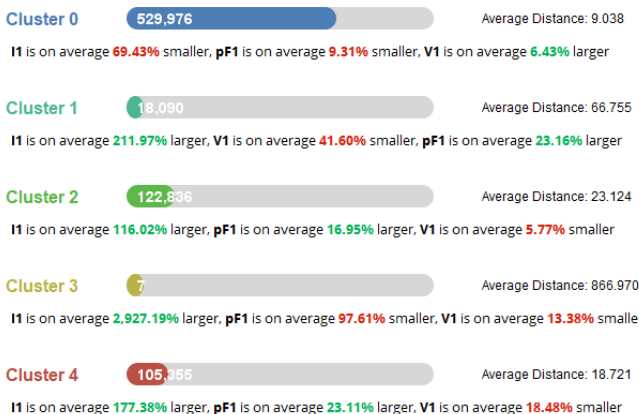 Cluster 0 529,976 Average Distance: 9.038
I1 is on average 69.43% smaller, pF1 is on average 9.31% smaller, V1 is on average 6.43% larger
Cluster 1 18,090 Average Distance: 66.755
I1 is on average 211.97% larger, V1 is on average 41.60% smaller, pF1 is on average 23.16% larger
Cluster 2 122,836 Average Distance: 23.124
I1 is on average 116.02% larger, pF1 is on average 16.95% larger, V1 is on average 5.77% smaller
Cluster 3 7 Average Distance: 866.970
I1 is on average 2,927.19% larger, pF1 is on average 97.61% smaller, V1 is on average 13.38% smalle
Cluster 4 105,355 Average Distance: 18.721
I1 is on average 177.38% larger, pF1 is on average 23.11% larger, V1 is on average 18.48% smaller